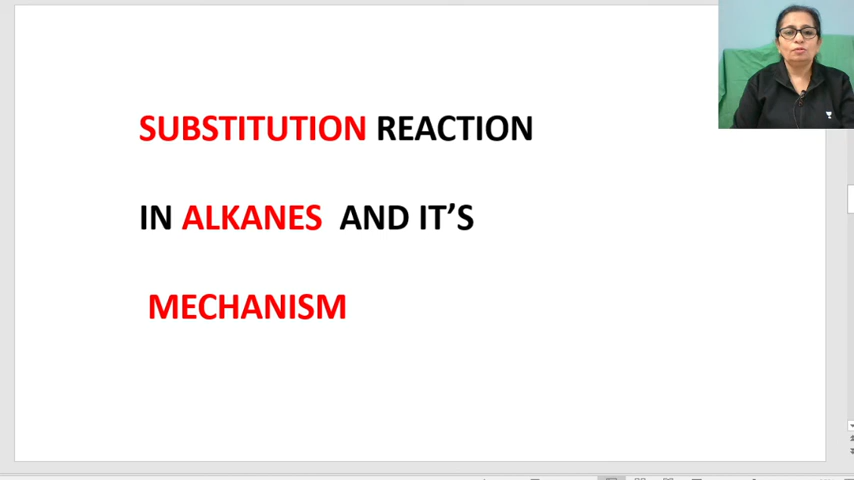 SUBSTITUTION REACTION
IN ALKANES AND IT'S
MECHANISM